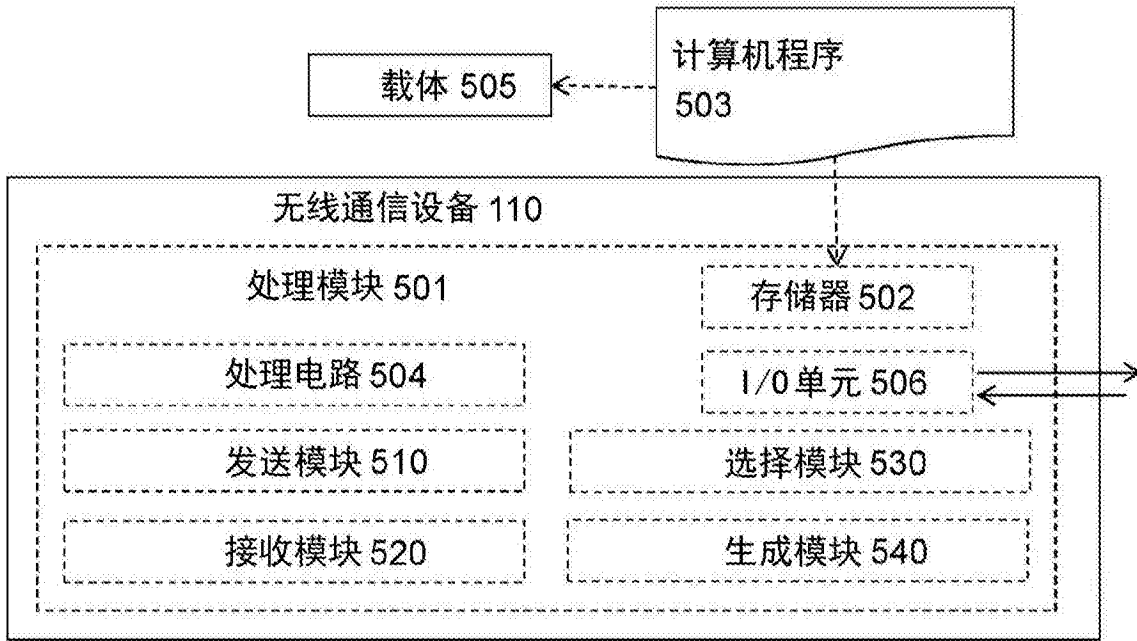 计算机程序
503
载体 505
无线通信设备 110
处理模块 501
存储器 502
处理电路 504
I/O 单元 506
发送模块 510
选择模块 530
接收模块 520
生成模块 540